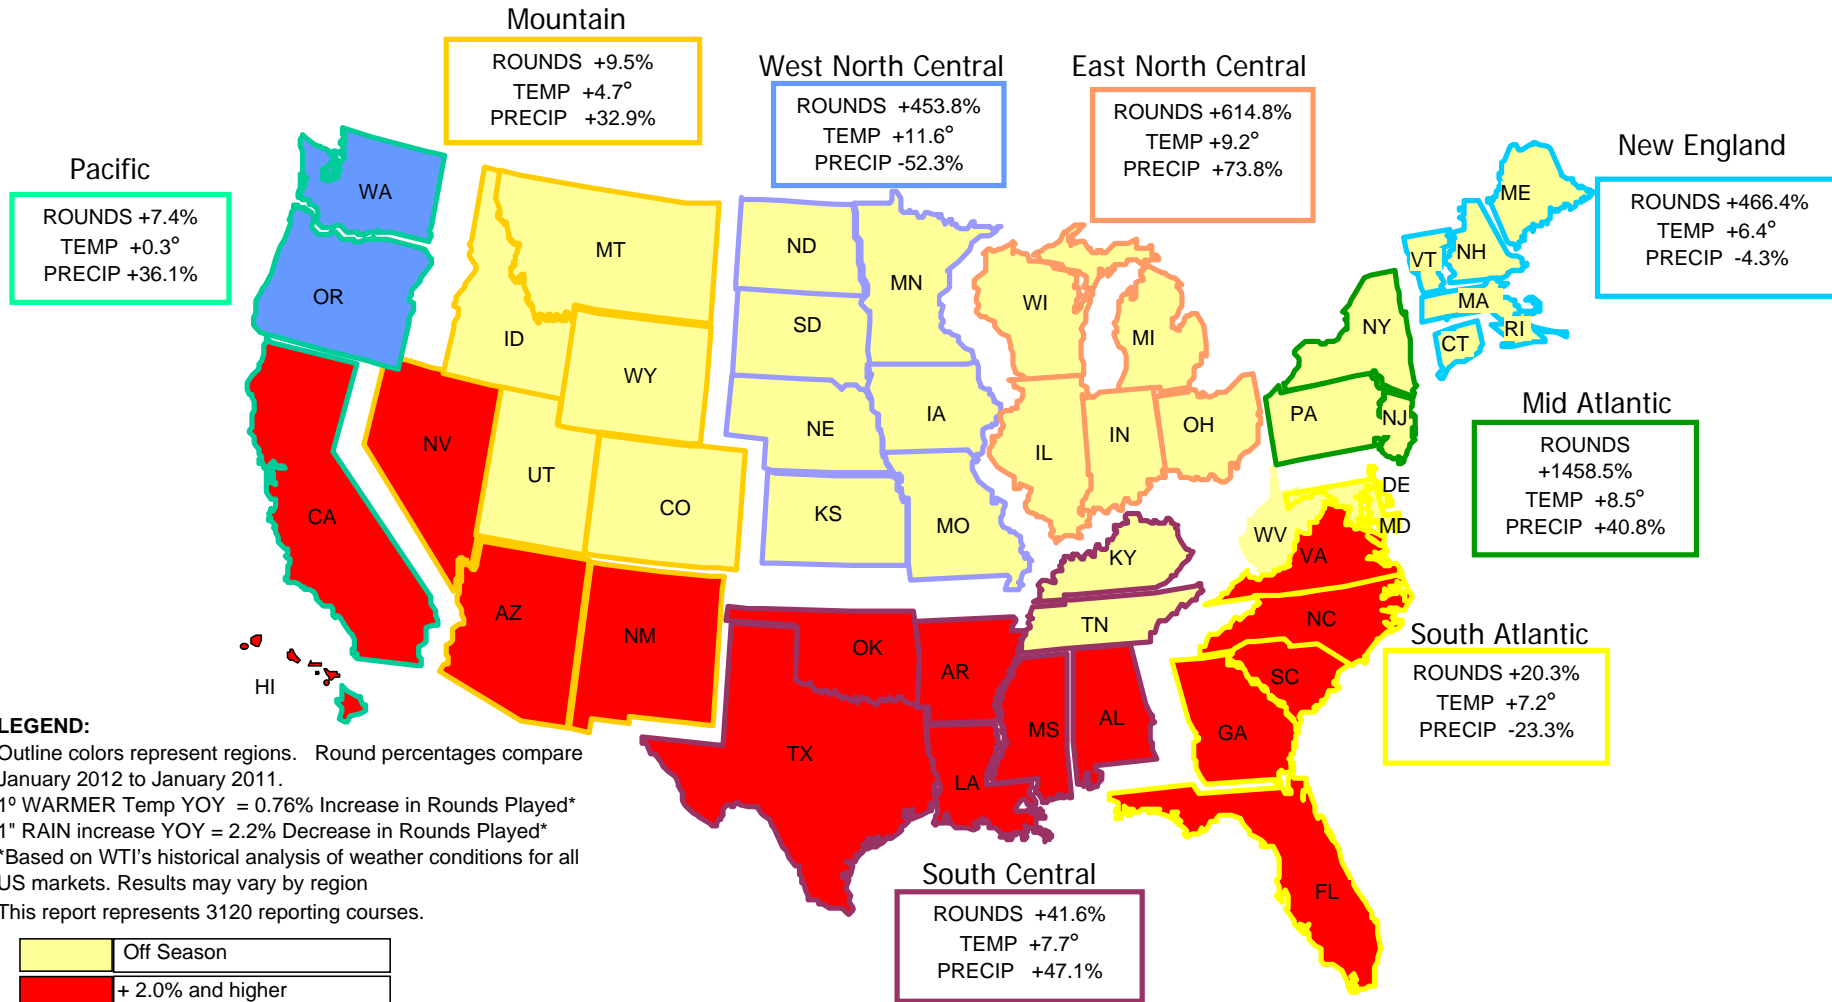 Mountain
ROUNDS +9.5%
TEMP +4.7°
PRECIP +32.9%
West North Central
ROUNDS +453.8%
TEMP +11.6°
PRECIP -52.3%
East North Central
ROUNDS +614.8%
TEMP +9.2°
PRECIP +73.8%
New England
ROUNDS +466.4%
TEMP +6.4°
PRECIP -4.3%
Pacific
ROUNDS +7.4%
TEMP +0.3°
PRECIP +36.1%
Mid Atlantic
ROUNDS
+1458.5%
TEMP +8.5°
PRECIP +40.8%
South Atlantic
ROUNDS +20.3%
TEMP +7.2°
PRECIP -23.3%
South Central
ROUNDS +41.6%
TEMP +7.7°
PRECIP +47.1%
WA
OR
CA
HI
MT
ID
WY
NV
UT
CO
AZ
NM
ND
SD
NE
KS
MN
IA
MO
WI
MI
IL
IN
OH
KY
TN
OK
AR
TX
LA
MS
AL
ME
VT
NH
MA
RI
CT
NY
PA
NJ
DE
MD
WV
VA
NC
SC
GA
FL
LEGEND:
Outline colors represent regions. Round percentages compare
January 2012 to January 2011.
1º WARMER Temp YOY = 0.76% Increase in Rounds Played*
1" RAIN increase YOY = 2.2% Decrease in Rounds Played*
*Based on WTI's historical analysis of weather conditions for all
US markets. Results may vary by region
This report represents 3120 reporting courses.
Off Season
+ 2.0% and higher